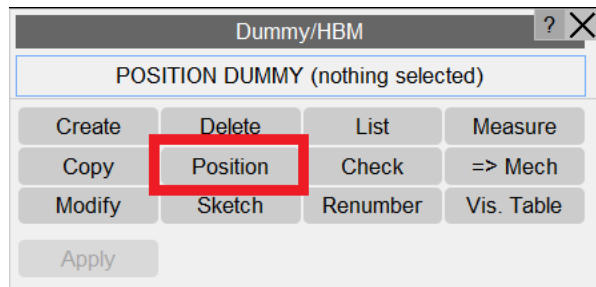 Dummy/HBM ?
POSITION DUMMY (nothing selected)
Create Delete List Measure
Copy Position Check => Mech
Modify Sketch Renumber Vis. Table
Apply